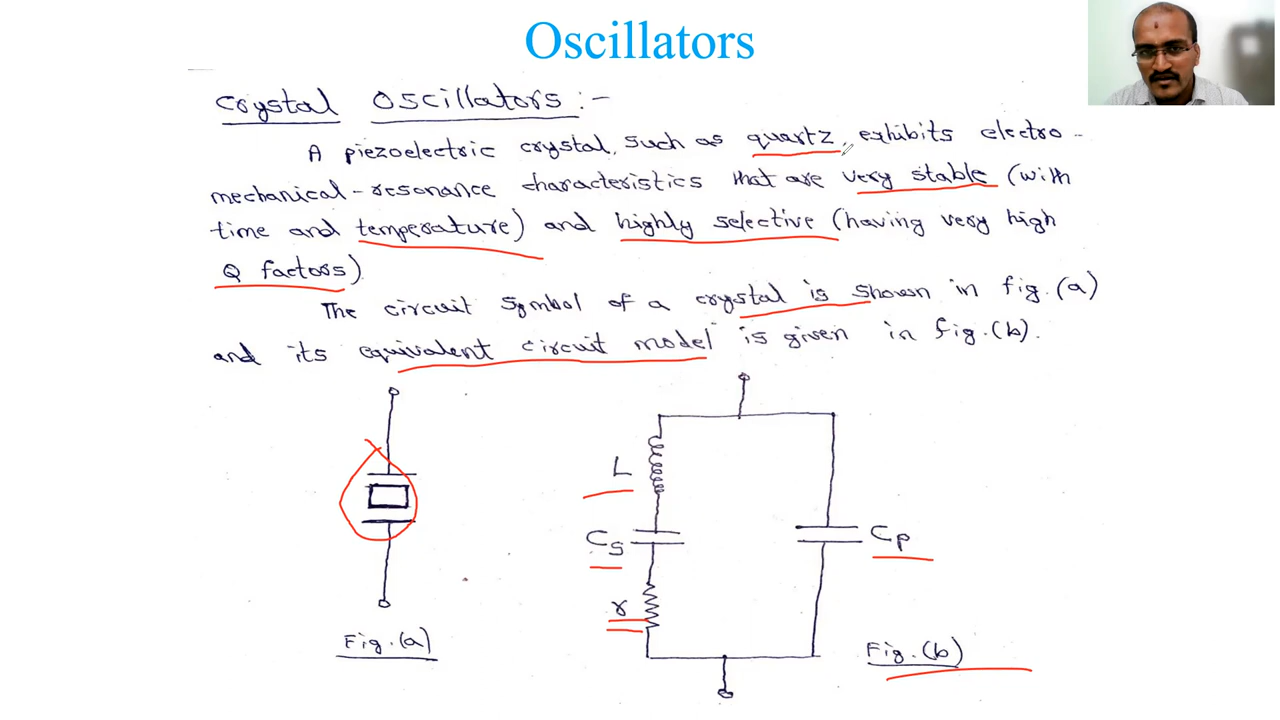 Oscillators
Crystal Oscillators :-
A piezoelectric crystal, such as quartz, exhibits electro-
mechanical-resonance characteristics that are very stable (with
time and temperature) and highly selective (having very high
Q factors).
The circuit symbol of a crystal is shown in fig.(a)
and its equivalent circuit model is given in fig.(b).
L
Cs
r
Cp
Fig.(a)
Fig.(b)